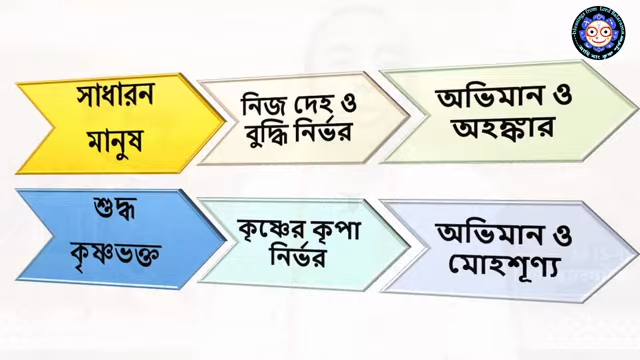 সাধারন
মানুষ
নিজ দেহ ও
বুদ্ধি নির্ভর
অভিমান ও
অহঙ্কার
শুদ্ধ
কৃষ্ণভক্ত
কৃষ্ণের কৃপা
নির্ভর
অভিমান ও
মোহশূণ্য